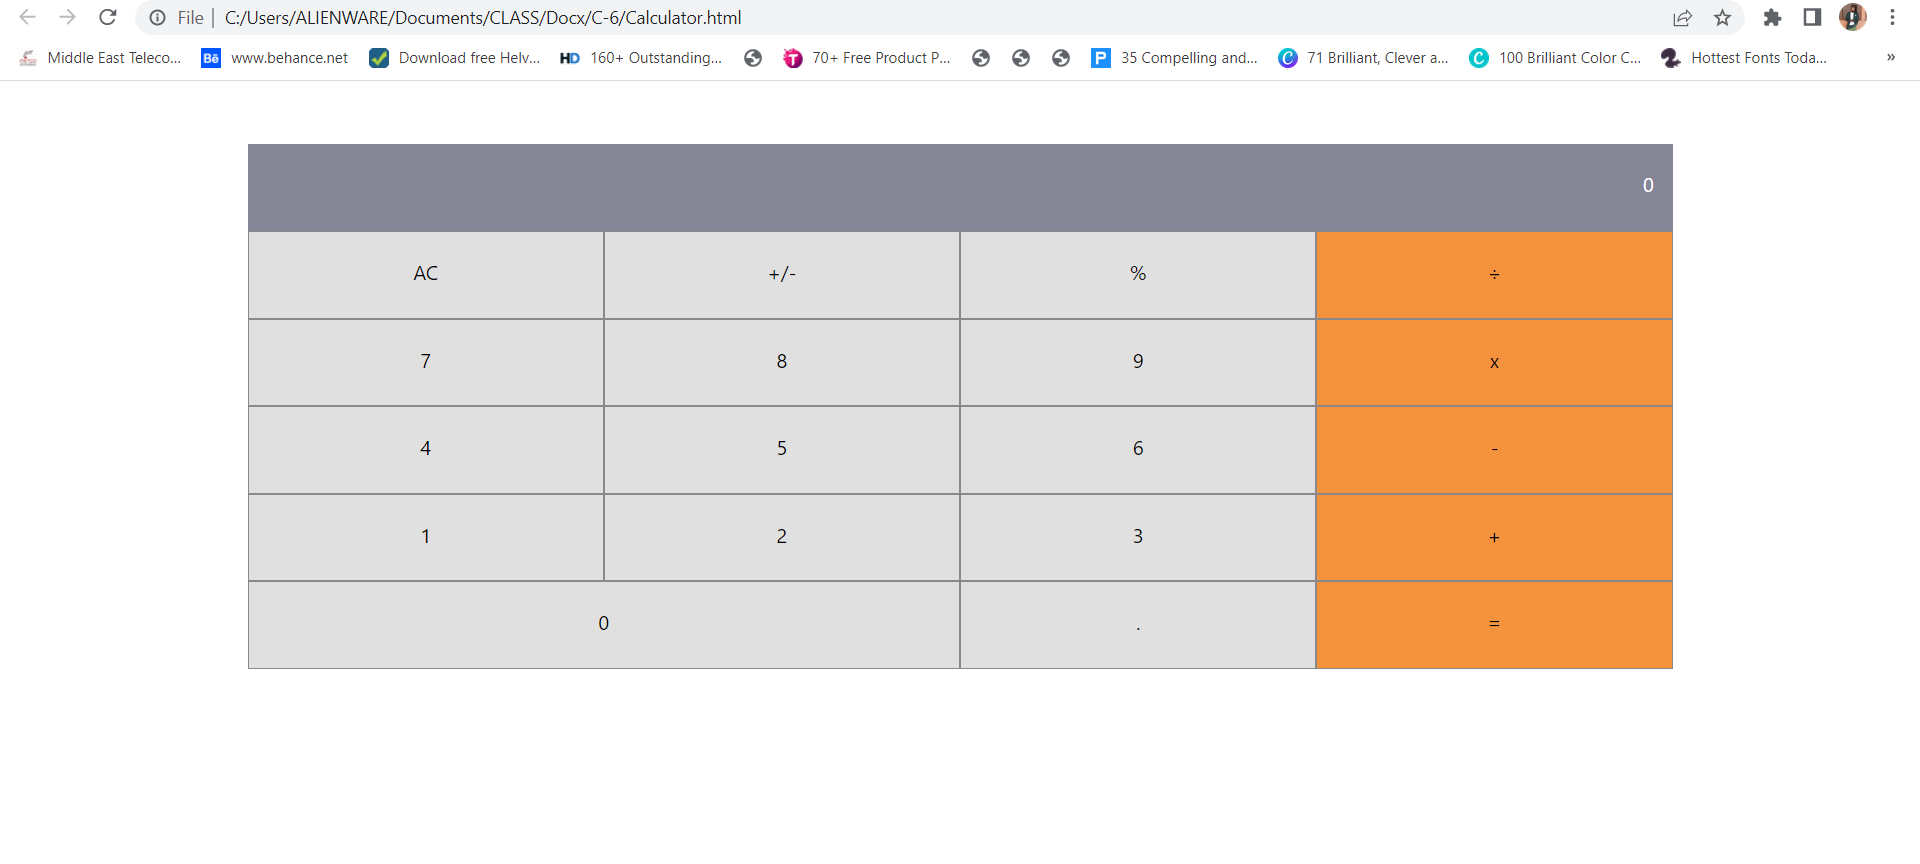 File | C:/Users/ALIENWARE/Documents/CLASS/Docx/C-6/Calculator.html
Middle East Teleco... Bē www.behance.net Download free Helv... HD 160+ Outstanding... T 70+ Free Product P... P 35 Compelling and... C 71 Brilliant, Clever a... C 100 Brilliant Color C... Hottest Fonts Toda... »
0
AC +/- % ÷
7 8 9 x
4 5 6 -
1 2 3 +
0 . =